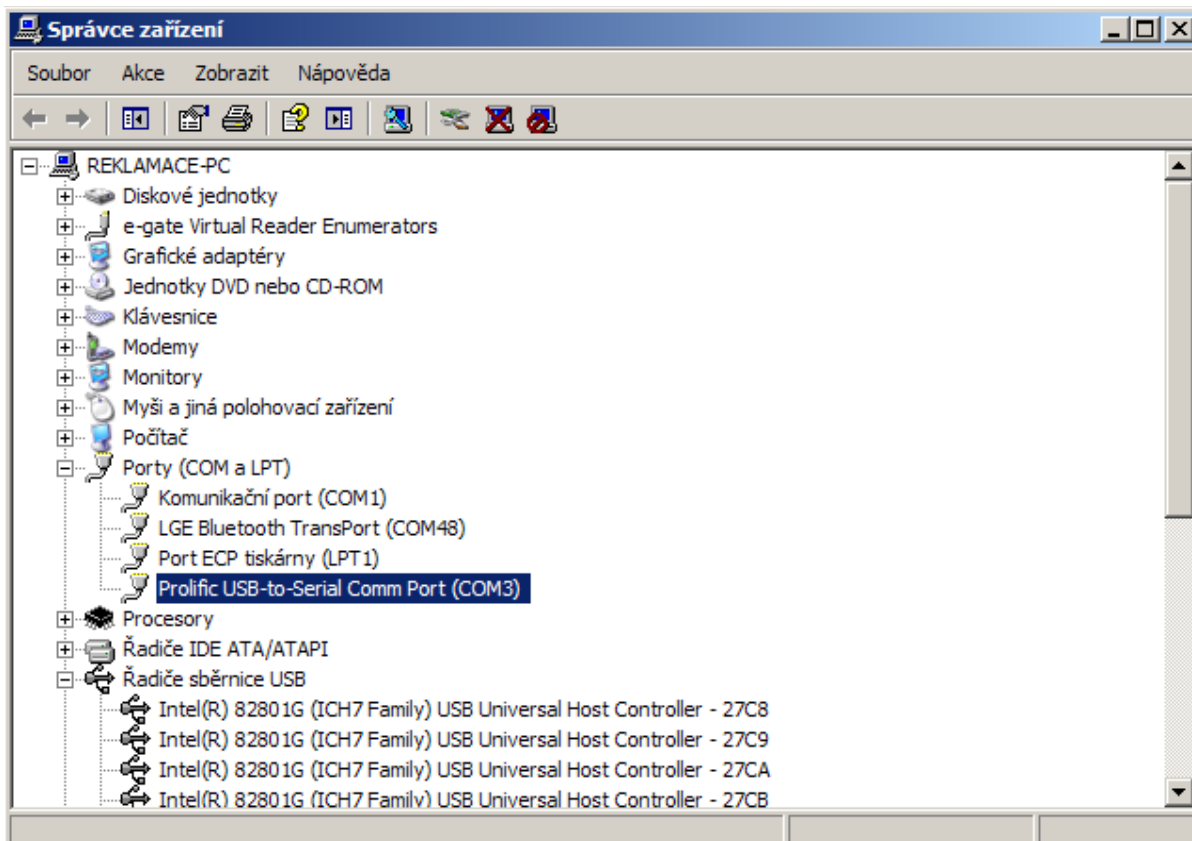 Správce zařízení
Soubor Akce Zobrazit Nápověda
REKLAMACE-PC
Diskové jednotky
e-gate Virtual Reader Enumerators
Grafické adaptéry
Jednotky DVD nebo CD-ROM
Klávesnice
Modemy
Monitory
Myši a jiná polohovací zařízení
Počítač
Porty (COM a LPT)
Komunikační port (COM1)
LGE Bluetooth TransPort (COM48)
Port ECP tiskárny (LPT1)
Prolific USB-to-Serial Comm Port (COM3)
Procesory
Řadiče IDE ATA/ATAPI
Řadiče sběrnice USB
Intel(R) 82801G (ICH7 Family) USB Universal Host Controller - 27C8
Intel(R) 82801G (ICH7 Family) USB Universal Host Controller - 27C9
Intel(R) 82801G (ICH7 Family) USB Universal Host Controller - 27CA
Intel(R) 82801G (ICH7 Family) USB Universal Host Controller - 27CB